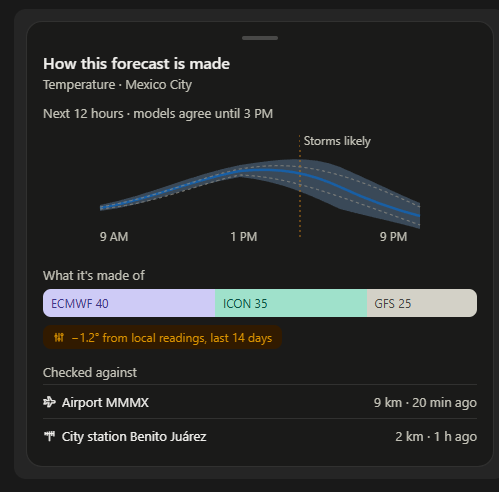 How this forecast is made
Temperature · Mexico City
Next 12 hours · models agree until 3 PM
Storms likely
9 AM 1 PM 9 PM
What it's made of
ECMWF 40 ICON 35 GFS 25
−1.2° from local readings, last 14 days
Checked against
Airport MMMX 9 km · 20 min ago
City station Benito Juárez 2 km · 1 h ago